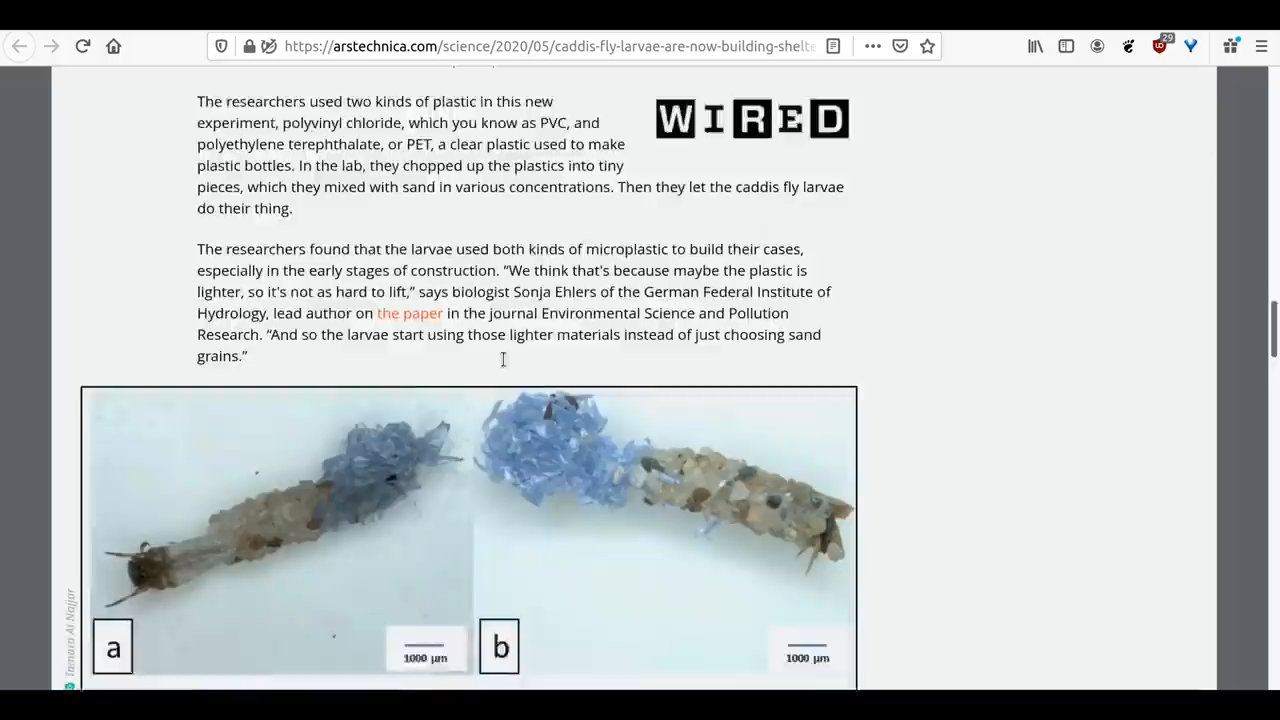 https://arstechnica.com/science/2020/05/caddis-fly-larvae-are-now-building-shelte
29
The researchers used two kinds of plastic in this new
experiment, polyvinyl chloride, which you know as PVC, and
polyethylene terephthalate, or PET, a clear plastic used to make
plastic bottles. In the lab, they chopped up the plastics into tiny
pieces, which they mixed with sand in various concentrations. Then they let the caddis fly larvae
do their thing.
WIRED
The researchers found that the larvae used both kinds of microplastic to build their cases,
especially in the early stages of construction. “We think that's because maybe the plastic is
lighter, so it's not as hard to lift,” says biologist Sonja Ehlers of the German Federal Institute of
Hydrology, lead author on the paper in the journal Environmental Science and Pollution
Research. “And so the larvae start using those lighter materials instead of just choosing sand
grains.”
Tamara Al Najjar
a
1000 µm
b
1000 µm